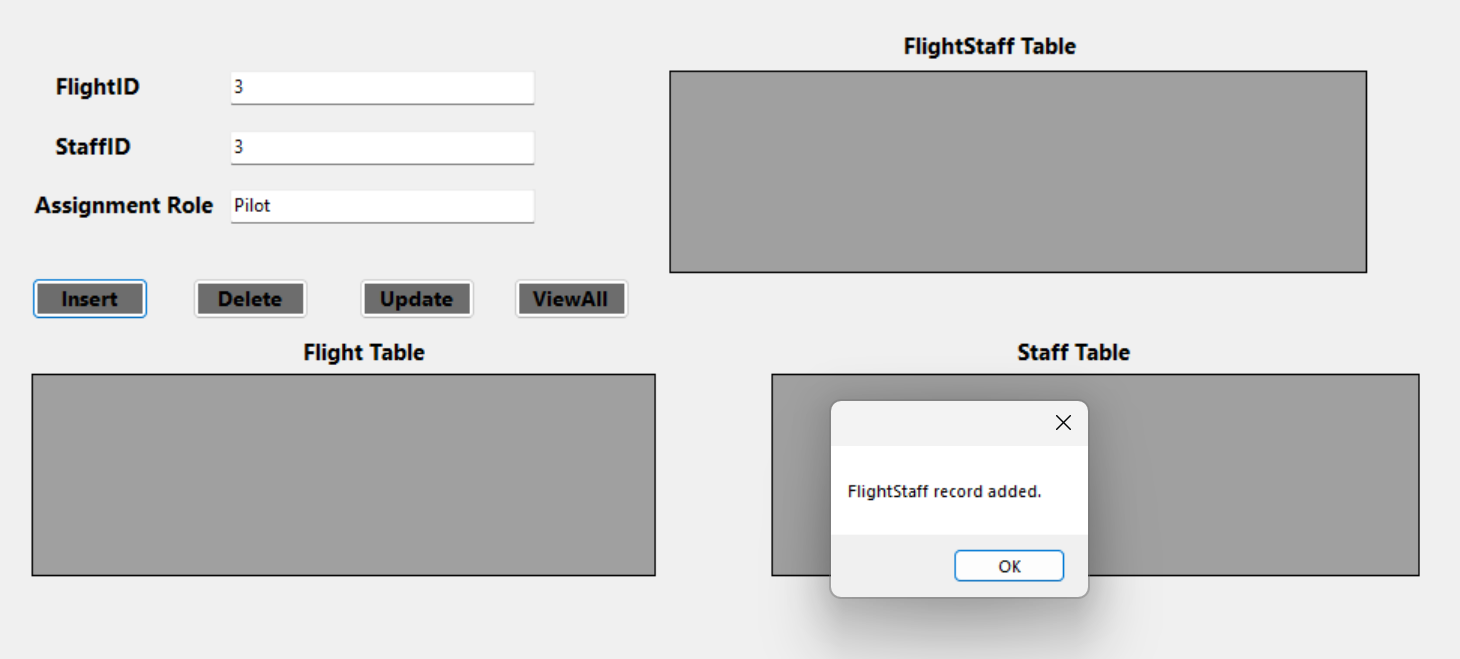 FlightStaff Table
FlightID 3
StaffID 3
Assignment Role Pilot
Insert Delete Update ViewAll
Flight Table Staff Table
FlightStaff record added.
OK